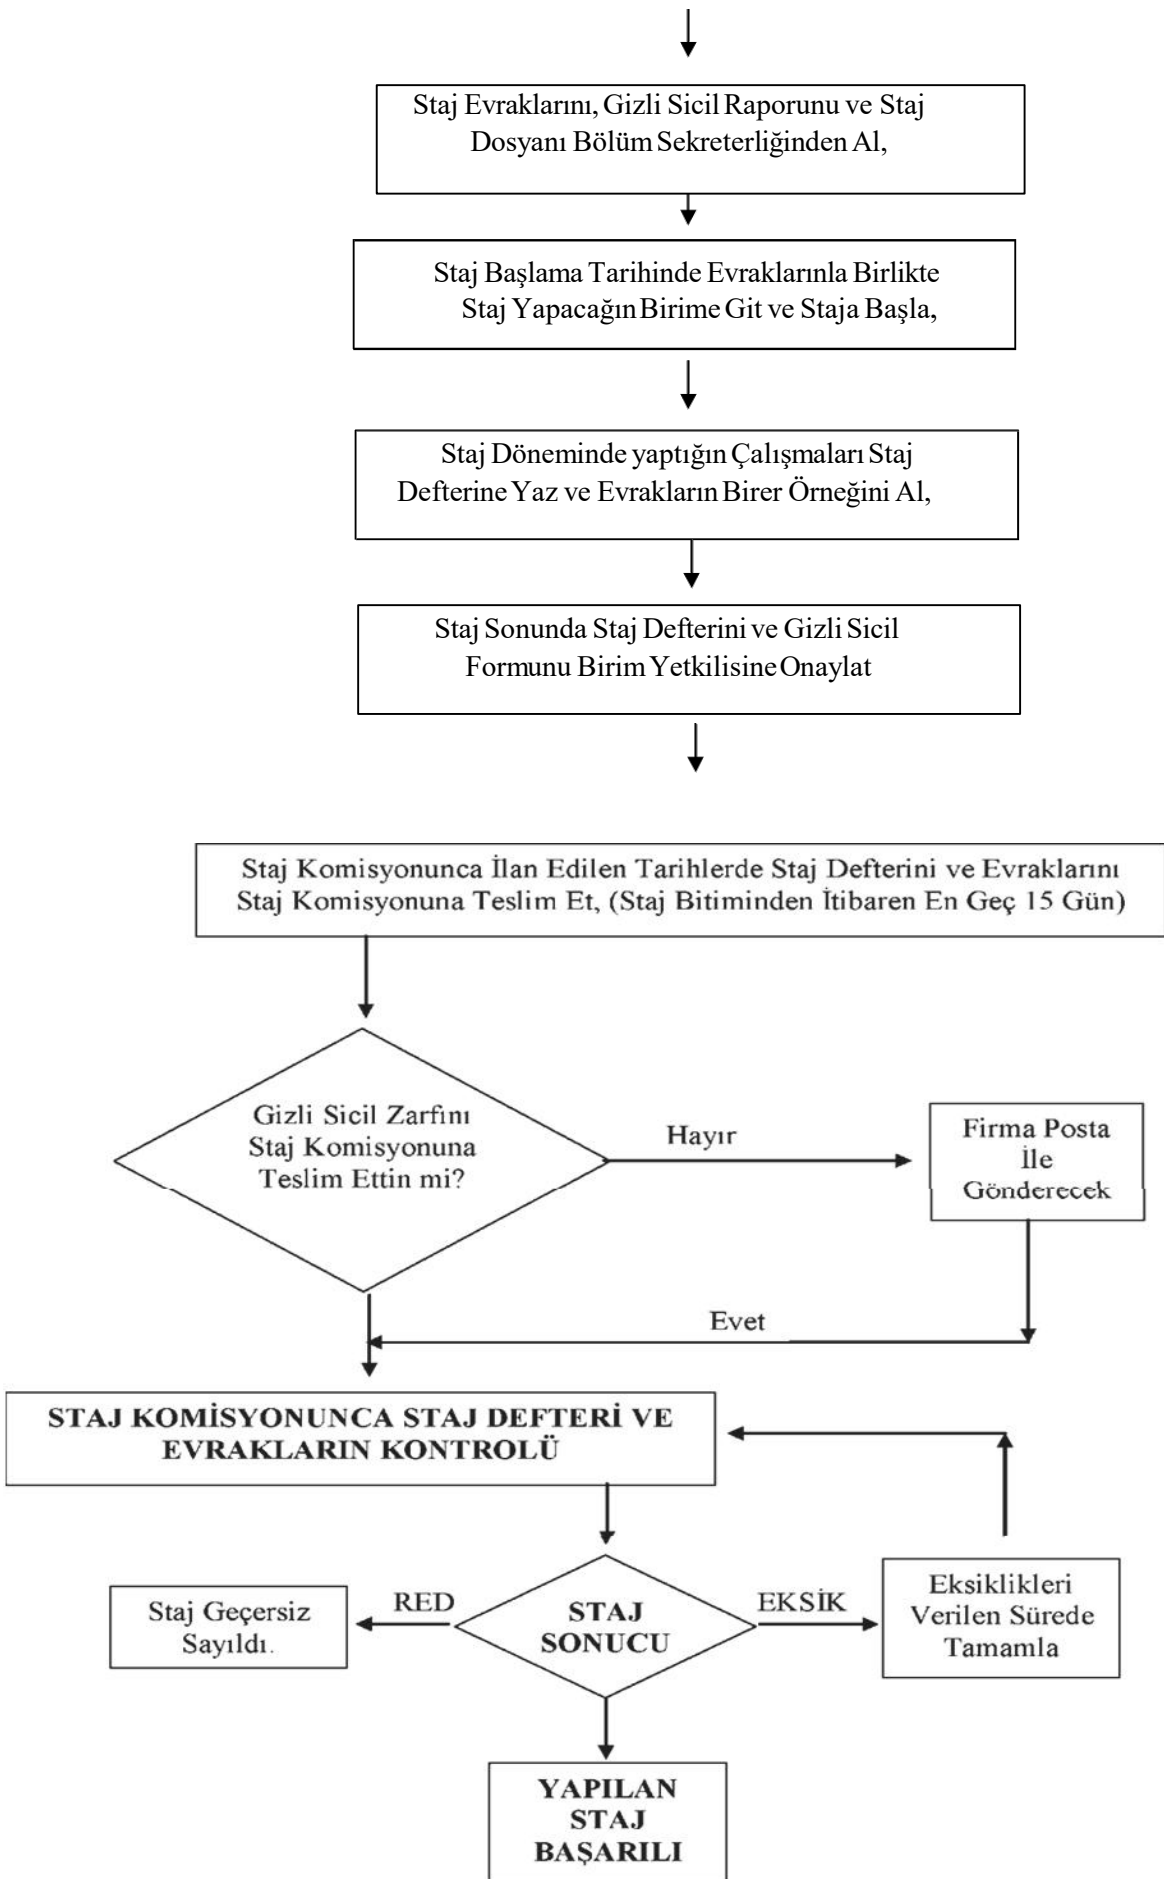 Staj Evraklarını, Gizli Sicil Raporunu ve Staj
Dosyanı Bölüm Sekreterliğinden Al,
Staj Başlama Tarihinde Evraklarınla Birlikte
Staj Yapacağın Birime Git ve Staja Başla,
Staj Döneminde yaptığın Çalışmaları Staj
Defterine Yaz ve Evrakların Birer Örneğini Al,
Staj Sonunda Staj Defterini ve Gizli Sicil
Formunu Birim Yetkilisine Onaylat
Staj Komisyonunca İlan Edilen Tarihlerde Staj Defterini ve Evraklarını
Staj Komisyonuna Teslim Et, (Staj Bitiminden İtibaren En Geç 15 Gün)
Gizli Sicil Zarfını
Staj Komisyonuna
Teslim Ettin mi?
Hayır
Firma Posta
İle
Gönderecek
Evet
STAJ KOMİSYONUNCA STAJ DEFTERİ VE
EVRAKLARIN KONTROLÜ
Staj Geçersiz
Sayıldı.
RED
STAJ
SONUCU
EKSİK
Eksiklikleri
Verilen Sürede
Tamamla
YAPILAN
STAJ
BAŞARILI